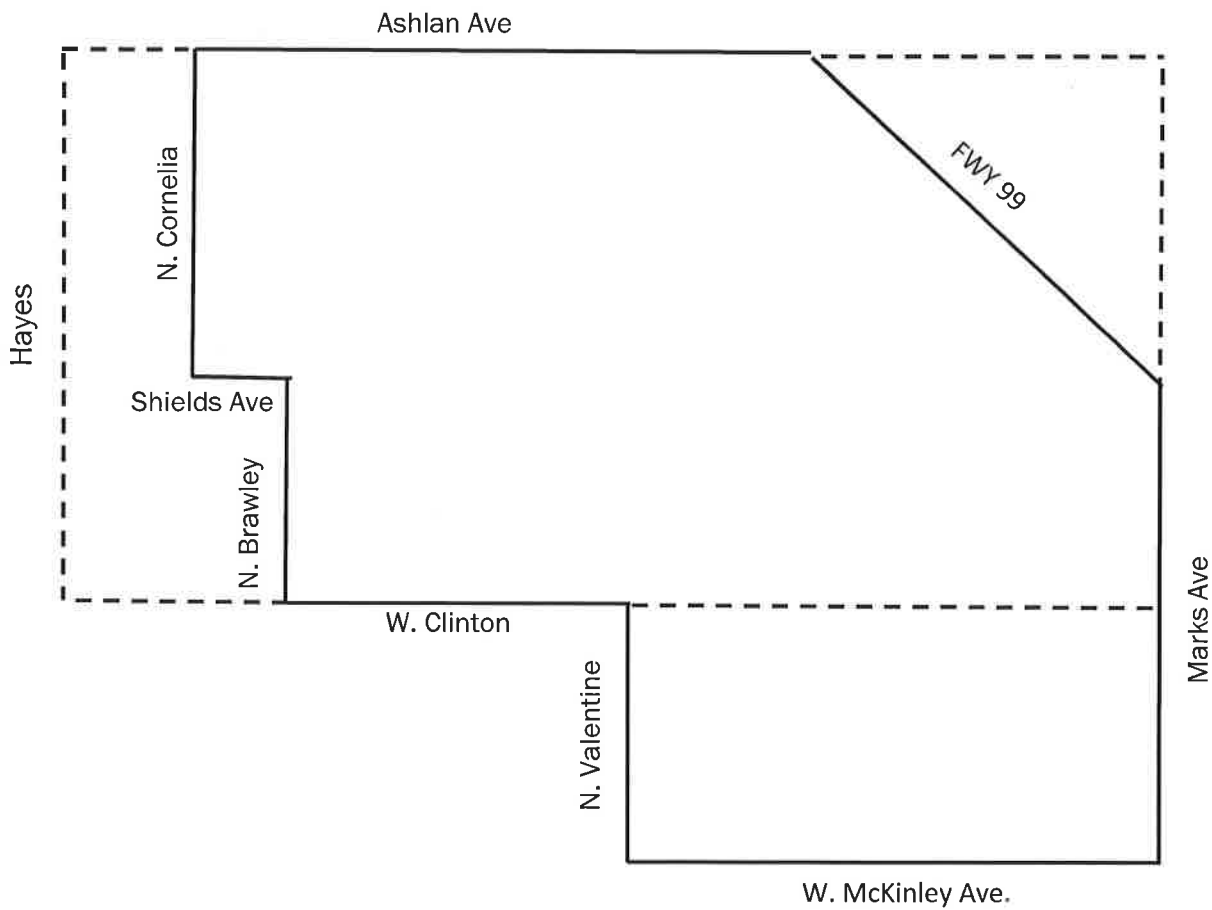 Ashlan Ave
FWY 99
N. Cornelia
Hayes
Shields Ave
N. Brawley
W. Clinton
Marks Ave
N. Valentine
W. McKinley Ave.